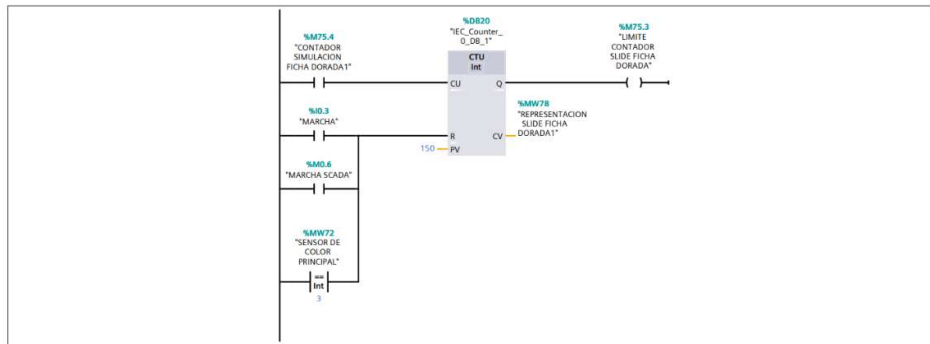 %DB20
"IEC_Counter_
0_DB_1"
%M75.4
"CONTADOR
SIMULACION
FICHA DORADA1"
CTU
Int
%M75.3
"LIMITE
CONTADOR
SLIDE FICHA
DORADA"
CU
Q
%I0.3
"MARCHA"
%MW78
"REPRESENTACION
SLIDE FICHA
DORADA1"
R
CV
150
PV
%M0.6
"MARCHA SCADA"
%MW72
"SENSOR DE
COLOR
PRINCIPAL"
==
Int
3